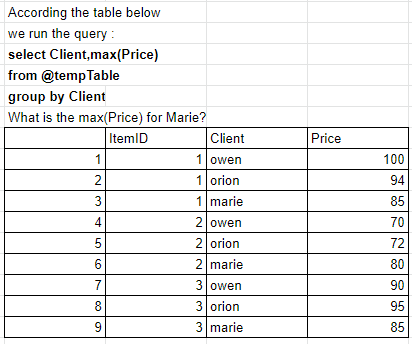 According the table below
we run the query :
select Client,max(Price)
from @tempTable
group by Client
What is the max(Price) for Marie?
ItemID Client Price
1 1 owen 100
2 1 orion 94
3 1 marie 85
4 2 owen 70
5 2 orion 72
6 2 marie 80
7 3 owen 90
8 3 orion 95
9 3 marie 85